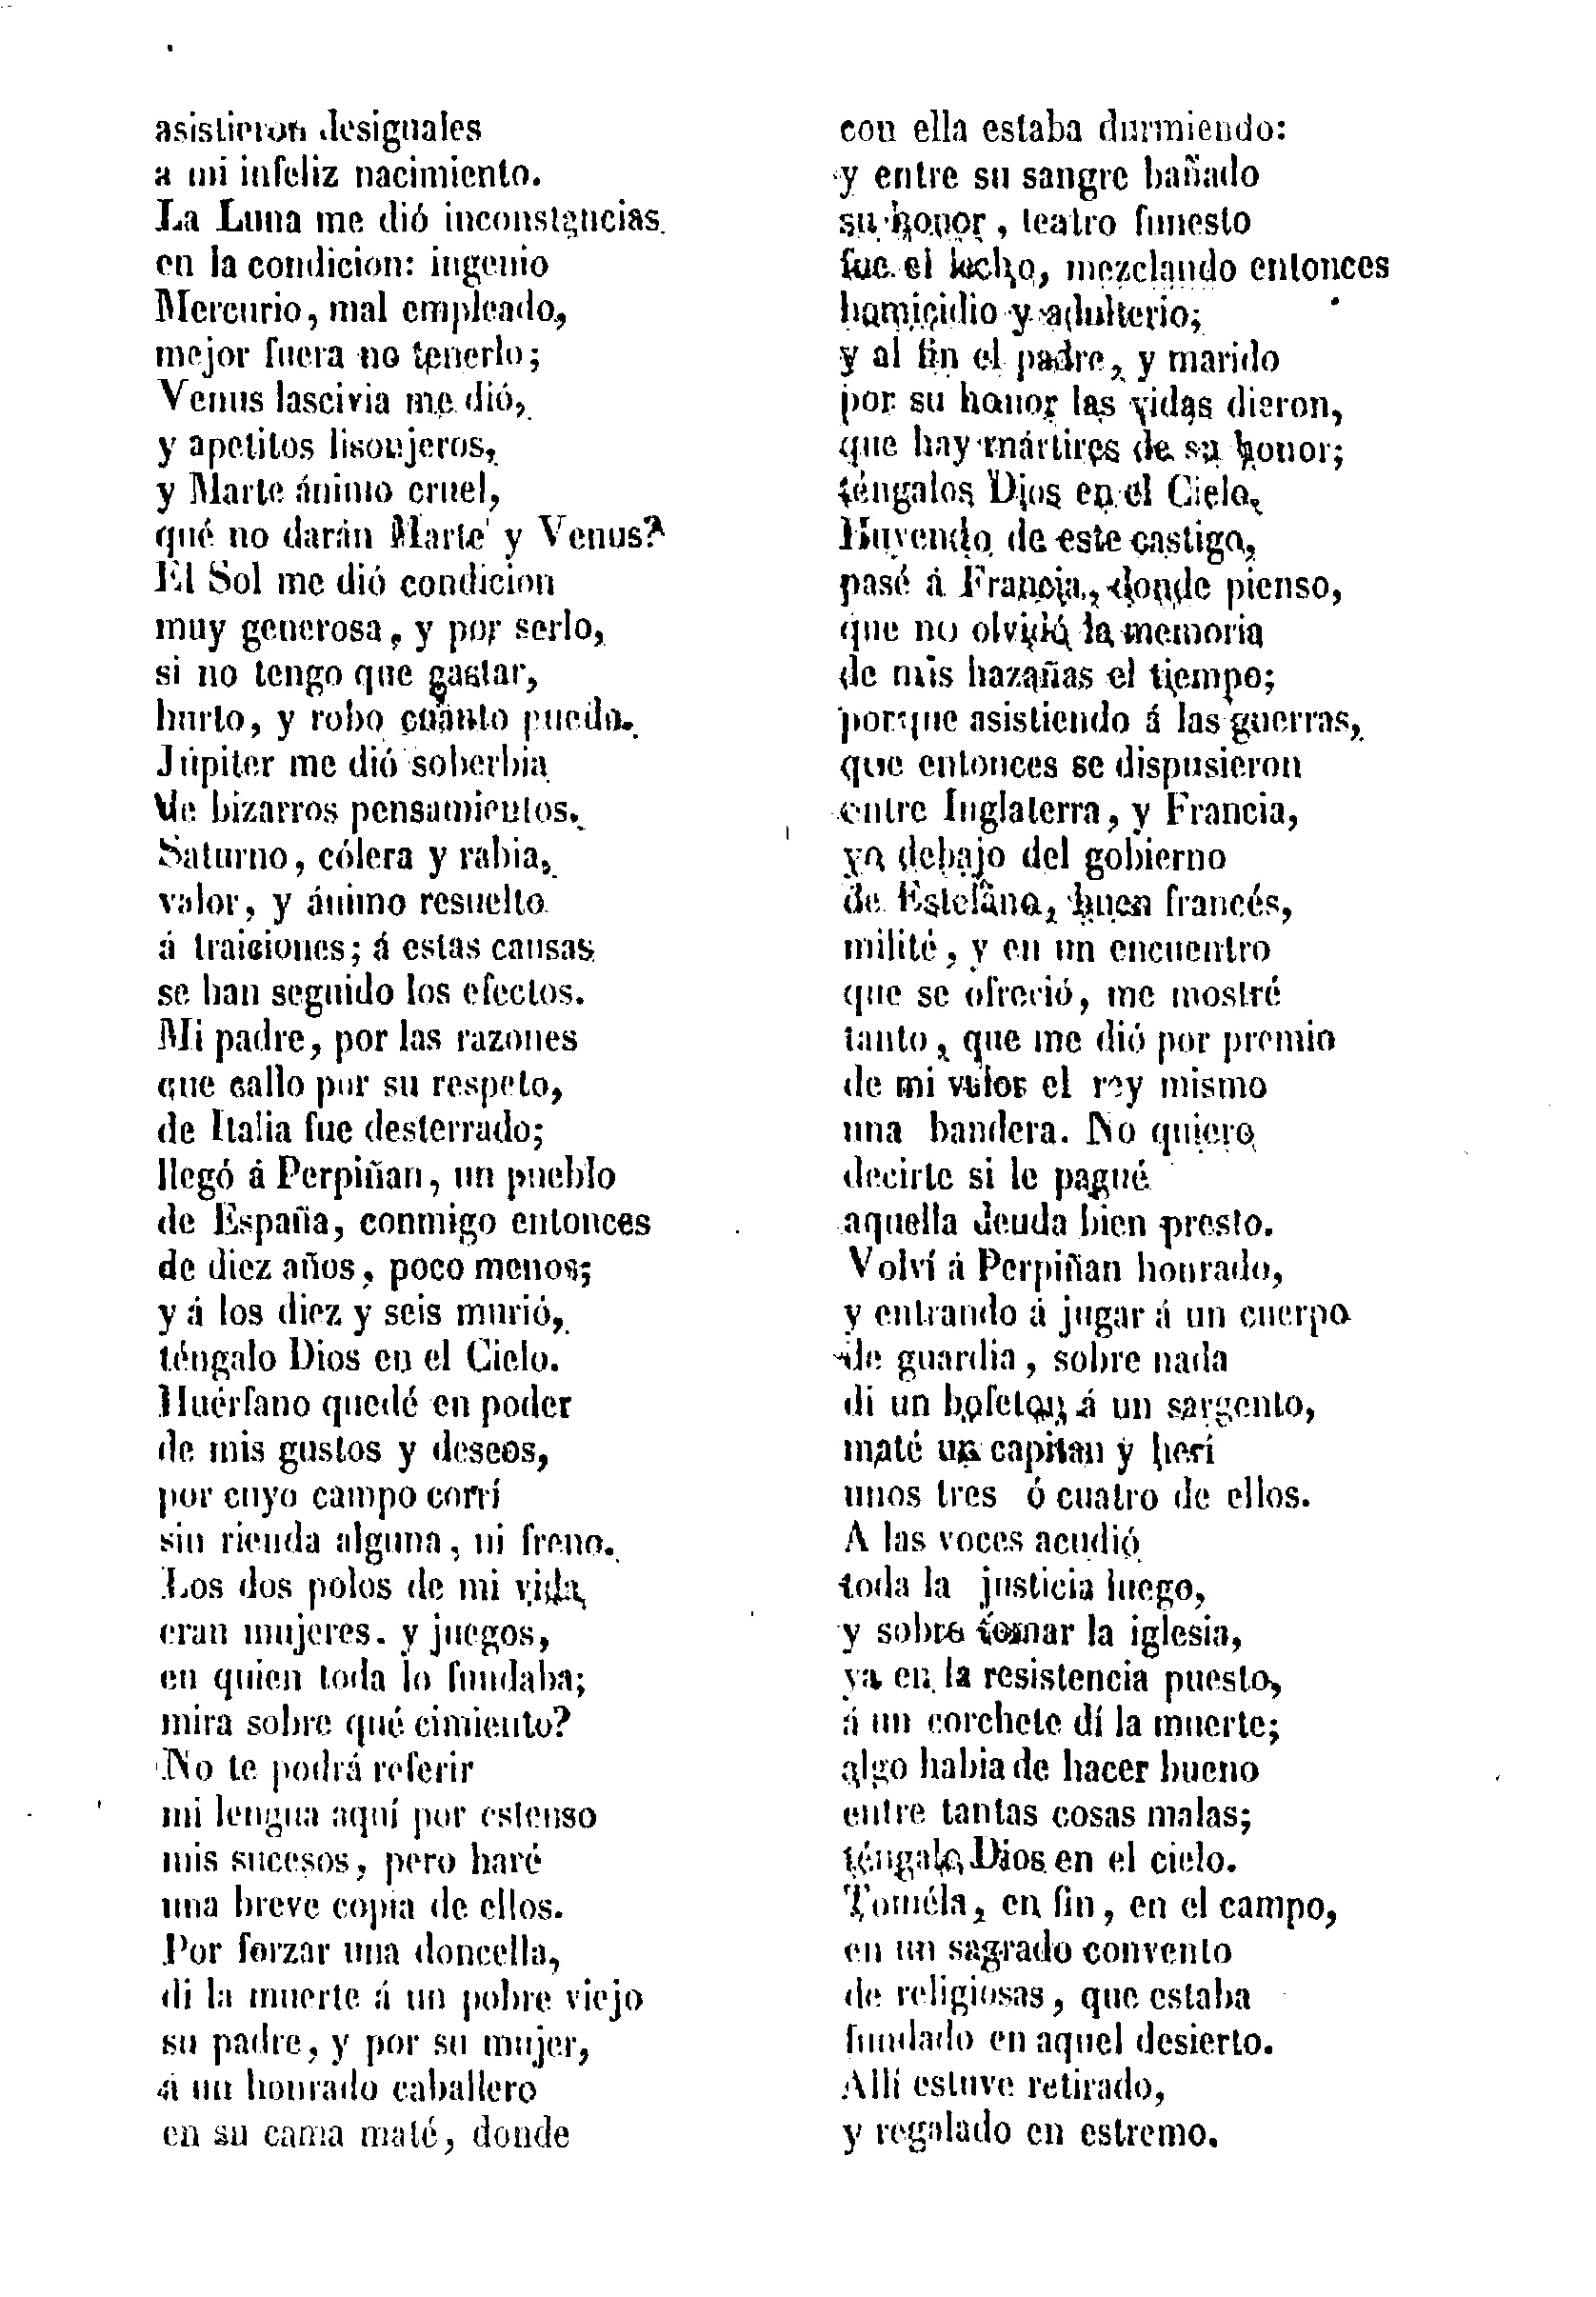 asistieron desiguales
a mi infeliz nacimiento.
La Luna me dió inconstancias
en la condicion: ingenio
Mercurio, mal empleado,
mejor fuera no tenerlo;
Venus lascivia me dió,
y apetitos lisonjeros,
y Marte ánimo cruel,
qué no darán Marte y Venus?
El Sol me dió condicion
muy generosa, y por serlo,
si no tengo que gastar,
hurto, y robo cuanto puedo.
Júpiter me dió soberbia
de bizarros pensamientos.
Saturno, cólera y rabia,
valor, y ánimo resuelto
á traiciones; á estas causas
se han seguido los efectos.
Mi padre, por las razones
que callo por su respeto,
de Italia fue desterrado;
llegó á Perpiñan, un pueblo
de España, conmigo entonces
de diez años, poco menos;
y á los diez y seis murió,
téngalo Dios en el Cielo.
Huérfano quedé en poder
de mis gustos y deseos,
por cuyo campo corrí
sin rienda alguna, ni freno.
Los dos polos de mi vida
eran mujeres. y juegos,
en quien toda lo fundaba;
mira sobre qué cimiento?
No te podrá referir
mi lengua aquí por estenso
mis sucesos, pero haré
una breve copia de ellos.
Por forzar una doncella,
di la muerte á un pobre viejo
su padre, y por su mujer,
á un honrado caballero
en su cama maté, donde
con ella estaba durmiendo:
y entre su sangre bañado
su honor, teatro funesto
fue el lecho, mezclando entonces
homicidio y adulterio;
y al fin el padre, y marido
por su honor las vidas dieron,
que hay mártires de su honor;
téngalos Dios en el Cielo.
Huyendo de este castigo,
pasé á Francia, donde pienso,
que no olvidó la memoria
de mis hazañas el tiempo;
porque asistiendo á las guerras,
que entonces se dispusieron
entre Inglaterra, y Francia,
yo debajo del gobierno
de Estefano, buen francés,
milité, y en un encuentro
que se ofreció, me mostré
tanto, que me dió por premio
de mi valor el rey mismo
una bandera. No quiero
decirte si le pagué
aquella deuda bien presto.
Volví á Perpiñan honrado,
y entrando á jugar á un cuerpo
de guardia, sobre nada
di un bofeton á un sargento,
maté un capitan y herí
unos tres ó cuatro de ellos.
A las voces acudió
toda la justicia luego,
y sobre tomar la iglesia,
ya en la resistencia puesto,
á un corchete dí la muerte;
algo habia de hacer bueno
entre tantas cosas malas;
téngalo Dios en el cielo.
Toméla, en fin, en el campo,
en un sagrado convento
de religiosas, que estaba
fundado en aquel desierto.
Allí estuve retirado,
y regalado en estremo.